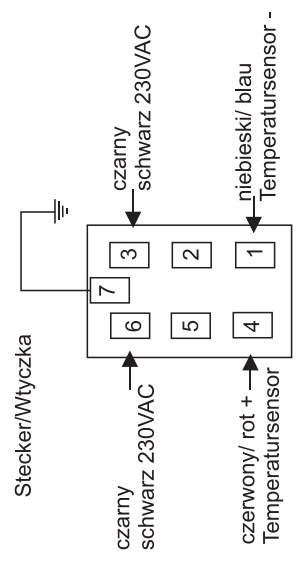 Stecker/Wtyczka
czarny
schwarz 230VAC
czarny
schwarz 230VAC
6
3
7
5
2
4
1
czerwony/ rot +
Temperatursensor
niebieski/ blau
Temperatursensor -